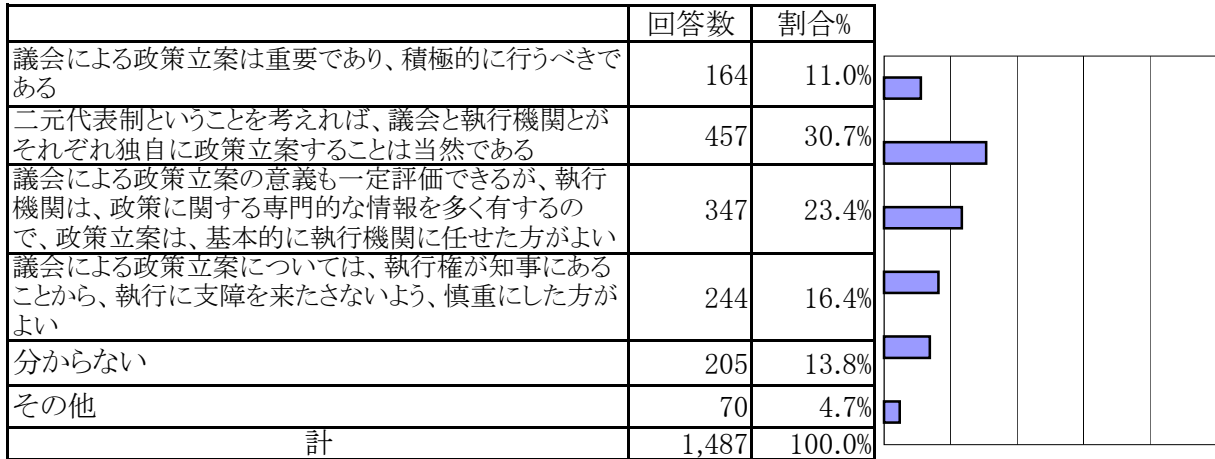 回答数 割合%
議会による政策立案は重要であり、積極的に行うべきで
ある
164 11.0%
二元代表制ということを考えれば、議会と執行機関とが
それぞれ独自に政策立案することは当然である
457 30.7%
議会による政策立案の意義も一定評価できるが、執行
機関は、政策に関する専門的な情報を多く有するの
で、政策立案は、基本的に執行機関に任せた方がよい
347 23.4%
議会による政策立案については、執行権が知事にある
ことから、執行に支障を来たさないよう、慎重にした方が
よい
244 16.4%
分からない 205 13.8%
その他 70 4.7%
計 1,487 100.0%